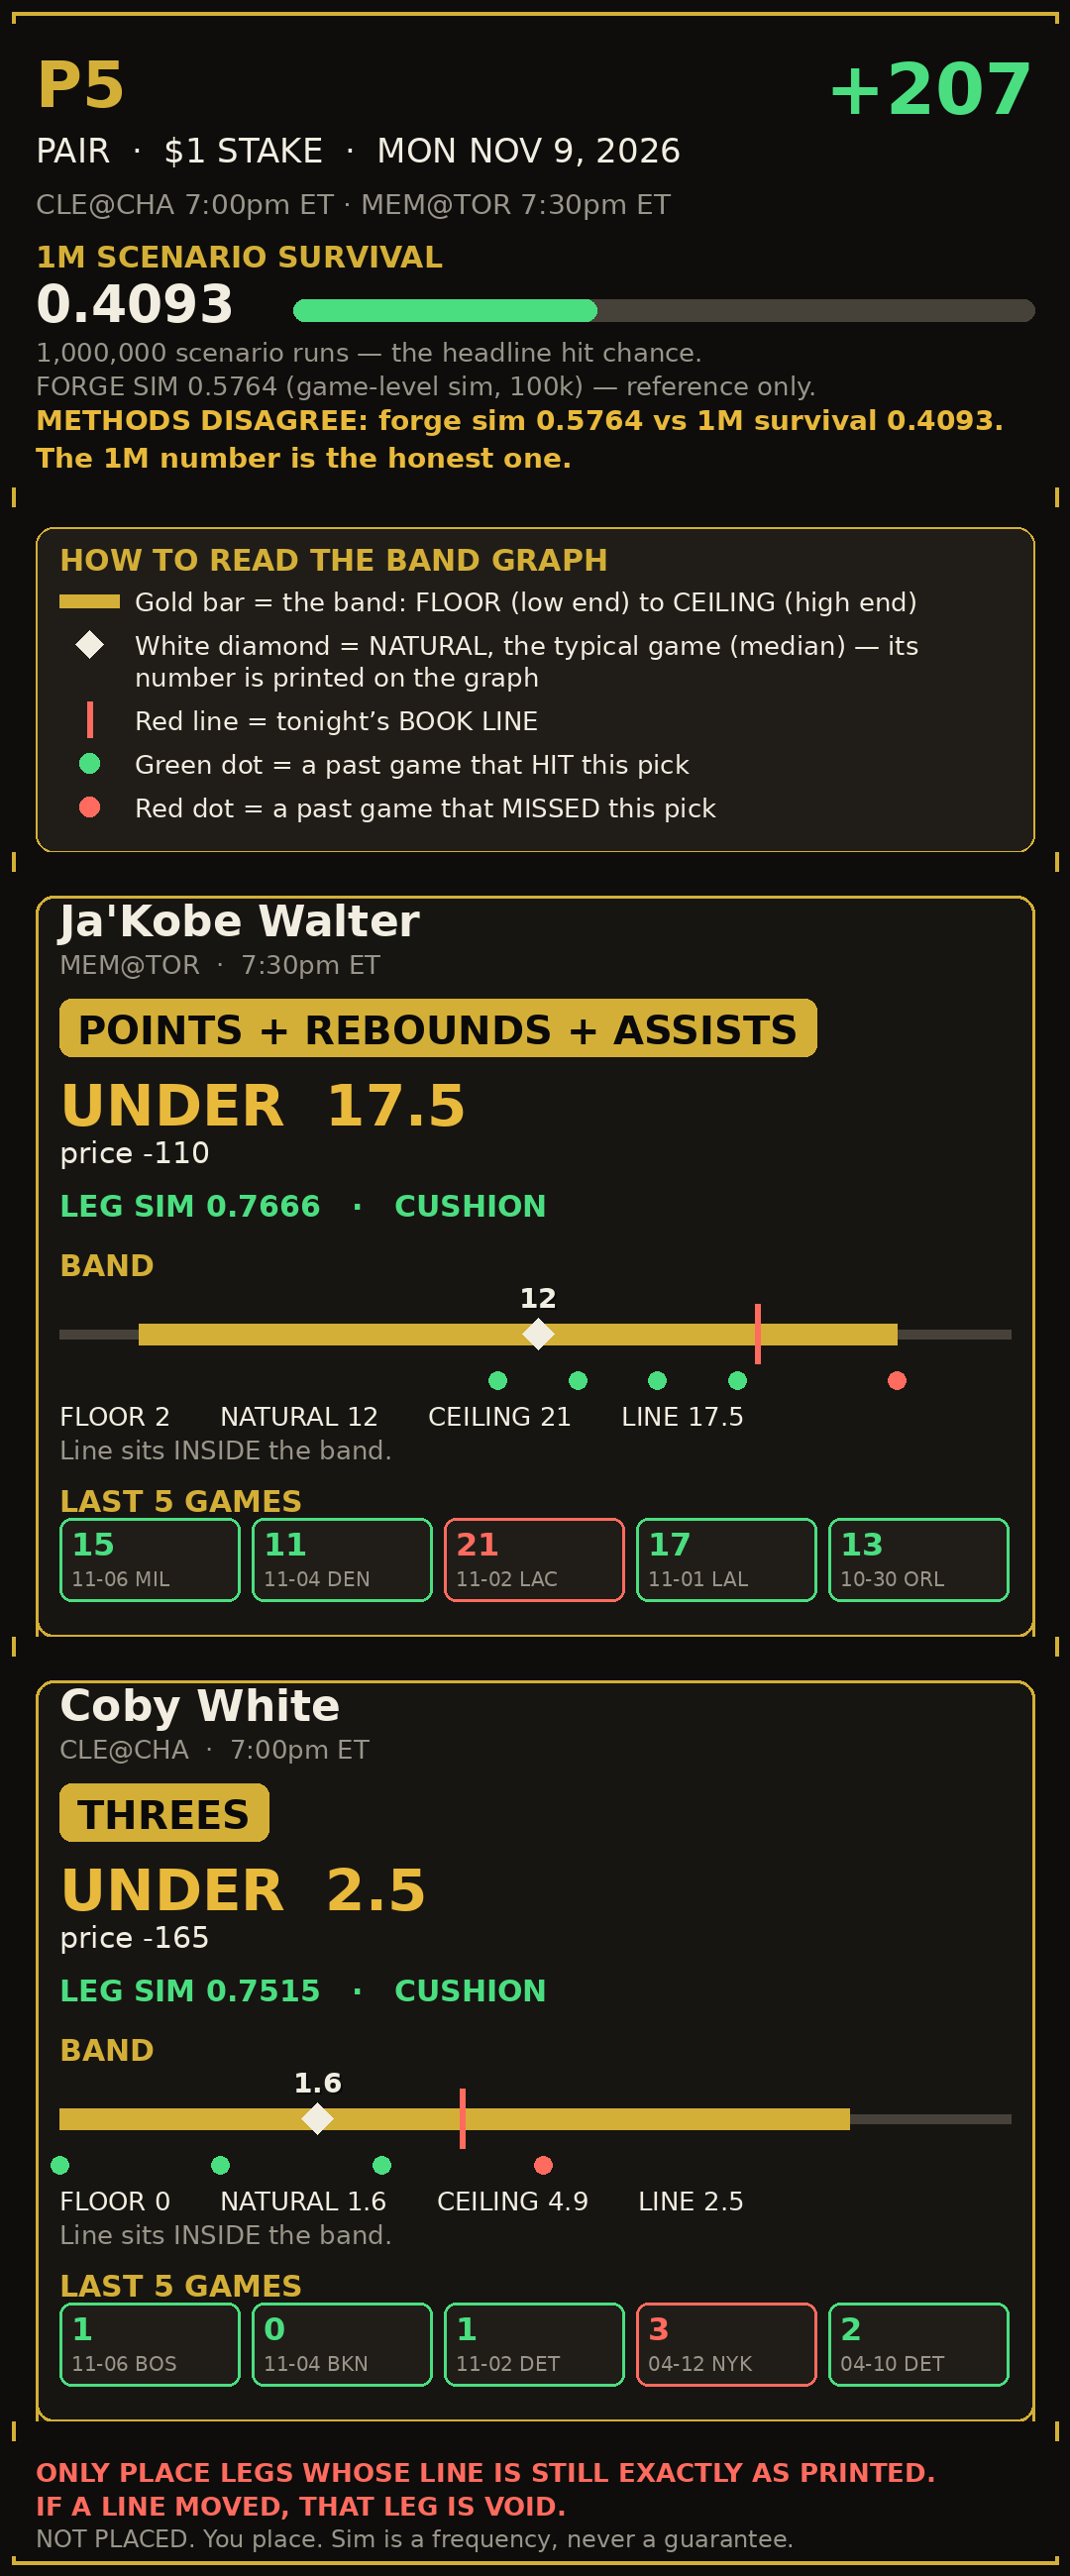 P5
+207
PAIR · $1 STAKE · MON NOV 9, 2026
CLE@CHA 7:00pm ET · MEM@TOR 7:30pm ET
1M SCENARIO SURVIVAL
0.4093
1,000,000 scenario runs — the headline hit chance.
FORGE SIM 0.5764 (game-level sim, 100k) — reference only.
METHODS DISAGREE: forge sim 0.5764 vs 1M survival 0.4093.
The 1M number is the honest one.
HOW TO READ THE BAND GRAPH
Gold bar = the band: FLOOR (low end) to CEILING (high end)
White diamond = NATURAL, the typical game (median) — its
number is printed on the graph
Red line = tonight’s BOOK LINE
Green dot = a past game that HIT this pick
Red dot = a past game that MISSED this pick
Ja'Kobe Walter
MEM@TOR · 7:30pm ET
POINTS + REBOUNDS + ASSISTS
UNDER 17.5
price -110
LEG SIM 0.7666 · CUSHION
BAND
12
FLOOR 2 NATURAL 12 CEILING 21 LINE 17.5
Line sits INSIDE the band.
LAST 5 GAMES
15 11 21 17 13
11-06 MIL 11-04 DEN 11-02 LAC 11-01 LAL 10-30 ORL
Coby White
CLE@CHA · 7:00pm ET
THREES
UNDER 2.5
price -165
LEG SIM 0.7515 · CUSHION
BAND
1.6
FLOOR 0 NATURAL 1.6 CEILING 4.9 LINE 2.5
Line sits INSIDE the band.
LAST 5 GAMES
1 0 1 3 2
11-06 BOS 11-04 BKN 11-02 DET 04-12 NYK 04-10 DET
ONLY PLACE LEGS WHOSE LINE IS STILL EXACTLY AS PRINTED.
IF A LINE MOVED, THAT LEG IS VOID.
NOT PLACED. You place. Sim is a frequency, never a guarantee.